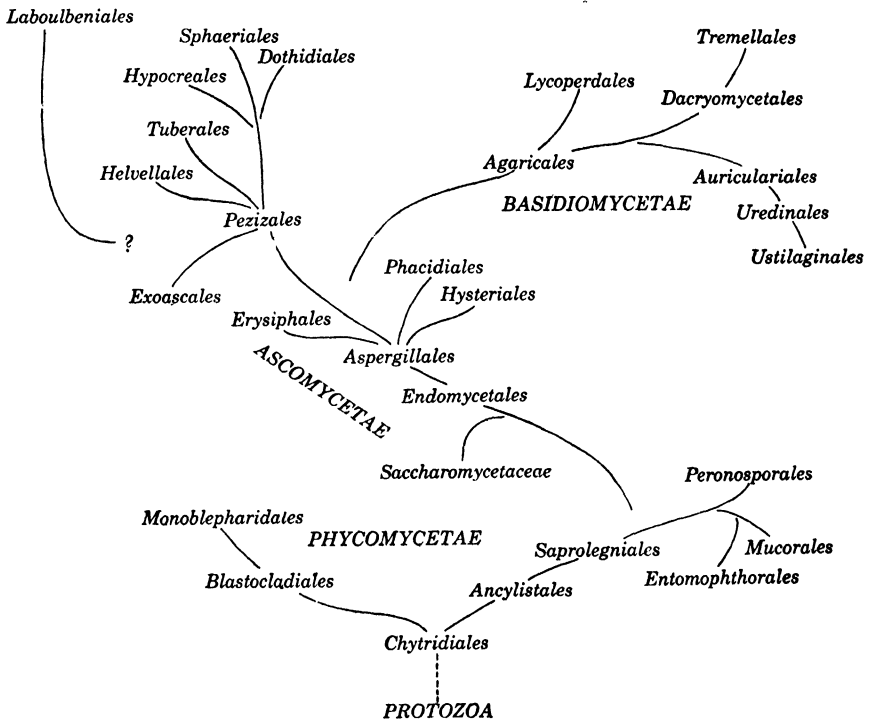 Laboulbeniales
Sphaeriales
Dothidiales
Hypocreales
Tuberales
Helvellales
Pezizales
?
Exoascales
Erysiphales
Phacidiales
Hysteriales
Aspergillales
ASCOMYCETAE
Endomycetales
Saccharomycetaceae
Tremellales
Lycoperdales
Dacryomycetales
Agaricales
Auriculariales
BASIDIOMYCETAE
Uredinales
Ustilaginales
Peronosporales
Monoblepharidates
PHYCOMYCETAE
Saprolegniales
Mucorales
Entomophthorales
Blastocladiales
Ancylistales
Chytridiales
PROTOZOA